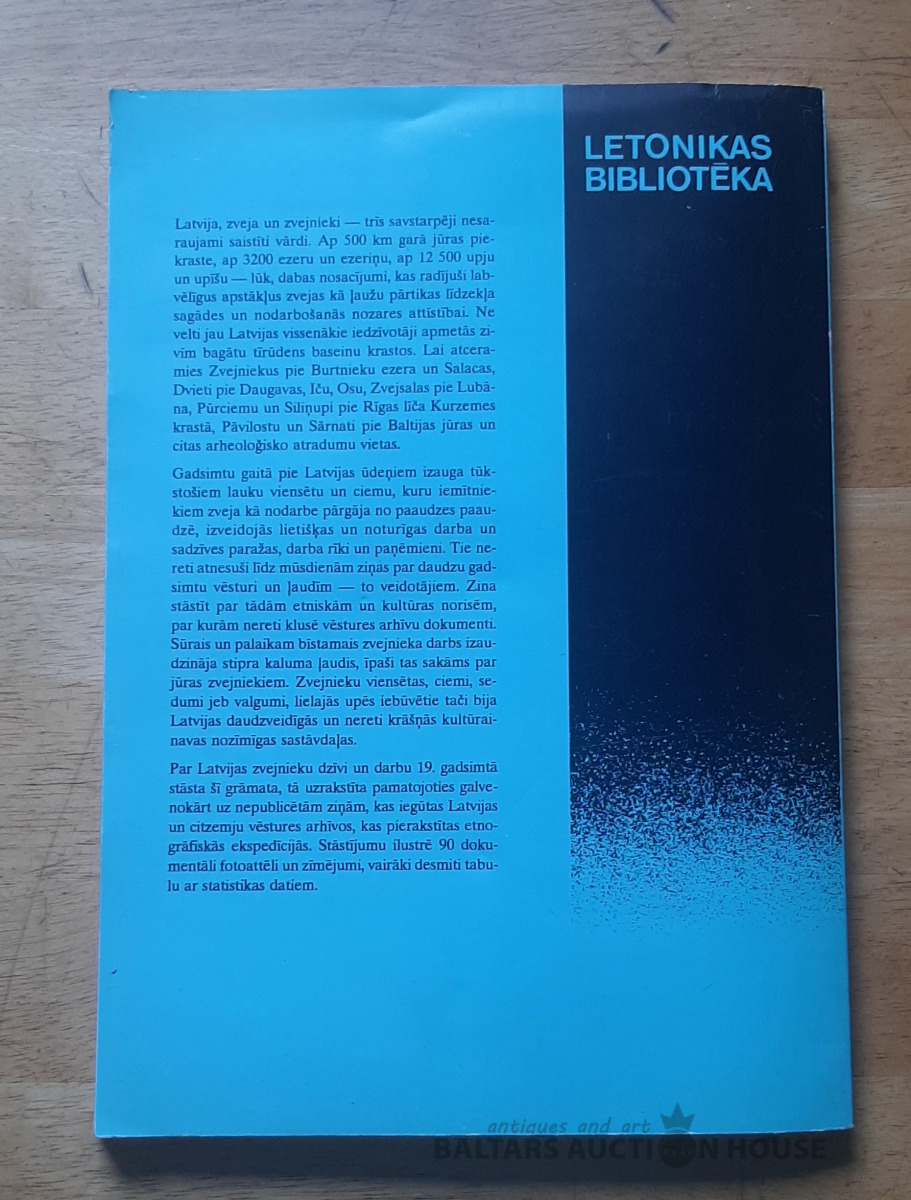 LETONIKAS
BIBLIOTĒKA
Latvija, zveja un zvejnieki — trīs savstarpēji nesa-
raujami saistīti vārdi. Ap 500 km garā jūras pie-
kraste, ap 3200 ezeru un ezeriņu, ap 12 500 upju
un upīšu — lūk, dabas nosacījumi, kas radījuši lab-
vēlīgus apstākļus zvejas kā ļaužu pārtikas līdzekļa
sagādes un nodarbošanās nozares attīstībai. Ne
velti jau Latvijas vissenākie iedzīvotāji apmetās zi-
vīm bagātu tīrūdens baseinu krastos. Lai atcera-
mies Zvejniekus pie Burtnieku ezera un Salacas,
Dvieti pie Daugavas, Iču, Osu, Zvejsalas pie Lubā-
na, Pūrciemu un Siliņupi pie Rīgas līča Kurzemes
krastā, Pāvilostu un Sārnati pie Baltijas jūras un
citas arheoloģisko atradumu vietas.
Gadsimtu gaitā pie Latvijas ūdeņiem izauga tūk-
stošiem lauku viensētu un ciemu, kuru iemītnie-
kiem zveja kā nodarbe pārgāja no paaudzes paau-
dzē, izveidojās lietišķas un noturīgas darba un
sadzīves paražas, darba rīki un paņēmieni. Tie ne-
reti atnesuši līdz mūsdienām ziņas par daudzu gad-
simtu vēsturi un ļaudīm — to veidotājiem. Zina
stāstīt par tādām etniskām un kultūras norisēm,
par kurām nereti klusē vēstures arhīvu dokumenti.
Sūrais un palaikam bīstamais zvejnieka darbs izau-
dzināja stipra kaluma ļaudis, īpaši tas sakāms par
jūras zvejniekiem. Zvejnieku viensētas, ciemi, sē-
dumi jeb valgumi, lielajās upēs iebūvētie tači bija
Latvijas daudzveidīgās un nereti krāšņās kultūrai-
navas nozīmīgas sastāvdaļas.
Par Latvijas zvejnieku dzīvi un darbu 19. gadsimtā
stāsta šī grāmata, tā uzrakstīta pamatojoties galve-
nokārt uz nepublicētām ziņām, kas iegūtas Latvijas
un citzemju vēstures arhīvos, kas pierakstītas etno-
grāfiskās ekspedīcijās. Stāstījumu ilustrē 90 doku-
mentāli fotoattēli un zīmējumi, vairāki desmiti tabu-
lu ar statistikas datiem.
antiques and art
BALTARS AUCTION HOUSE